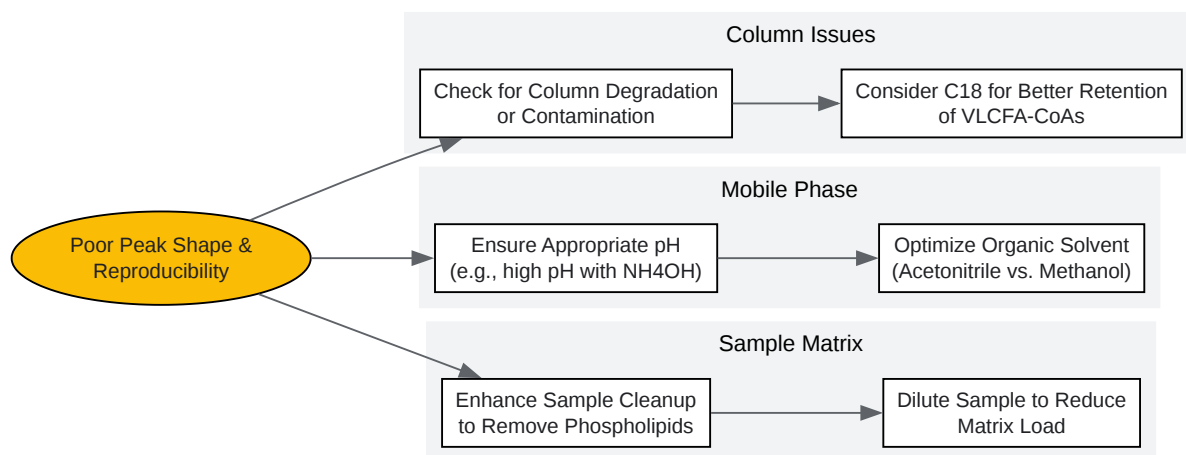 Column Issues
Check for Column Degradation
or Contamination
Consider C18 for Better Retention
of VLCFA-CoAs
Poor Peak Shape &
Reproducibility
Mobile Phase
Ensure Appropriate pH
(e.g., high pH with NH4OH)
Optimize Organic Solvent
(Acetonitrile vs. Methanol)
Sample Matrix
Enhance Sample Cleanup
to Remove Phospholipids
Dilute Sample to Reduce
Matrix Load